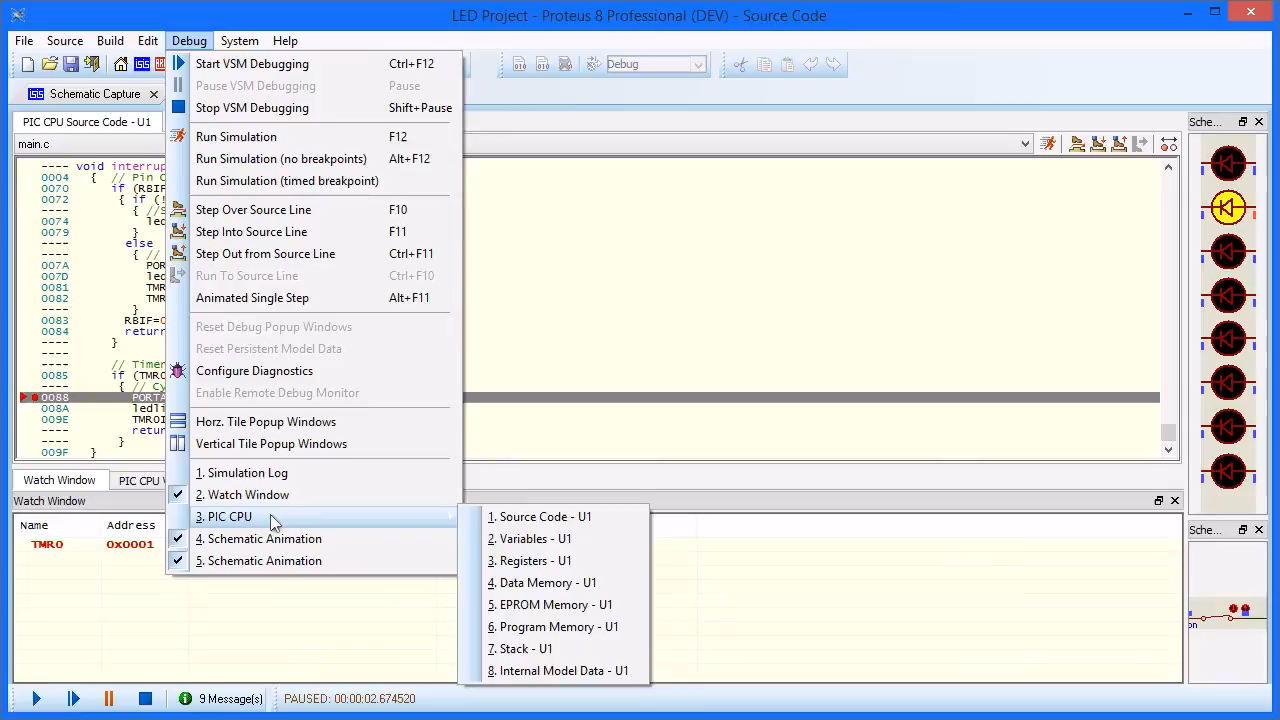 LED Project - Proteus 8 Professional (DEV) - Source Code
File Source Build Edit Debug System Help
Debug
Schematic Capture
PIC CPU Source Code - U1
main.c
Start VSM Debugging Ctrl+F12
Pause VSM Debugging Pause
Stop VSM Debugging Shift+Pause
Run Simulation F12
Run Simulation (no breakpoints) Alt+F12
Run Simulation (timed breakpoint)
Step Over Source Line F10
Step Into Source Line F11
Step Out from Source Line Ctrl+F11
Run To Source Line Ctrl+F10
Animated Single Step Alt+F11
Reset Debug Popup Windows
Reset Persistent Model Data
Configure Diagnostics
Enable Remote Debug Monitor
Horz. Tile Popup Windows
Vertical Tile Popup Windows
1. Simulation Log
2. Watch Window
3. PIC CPU
4. Schematic Animation
5. Schematic Animation
1. Source Code - U1
2. Variables - U1
3. Registers - U1
4. Data Memory - U1
5. EPROM Memory - U1
6. Program Memory - U1
7. Stack - U1
8. Internal Model Data - U1
---- void interrup
0004 { // Pin C
0070 if (RBIF
0072 { if (!
---- { //S
0074 le
0079 }
---- else
---- { //
007A POR
007D led
0081 TMR
0082 TMR
---- }
0083 RBIF=0
0084 return
---- }
----
---- // Timer
0085 if (TMR0
---- { // Cy
0088 PORTA
008A ledli
009E TMR0I
---- retur
---- }
009F }
Watch Window PIC CPU
Watch Window
Name Address
TMR0 0x0001
Sche...
Sche...
on
9 Message(s) PAUSED: 00:00:02.674520